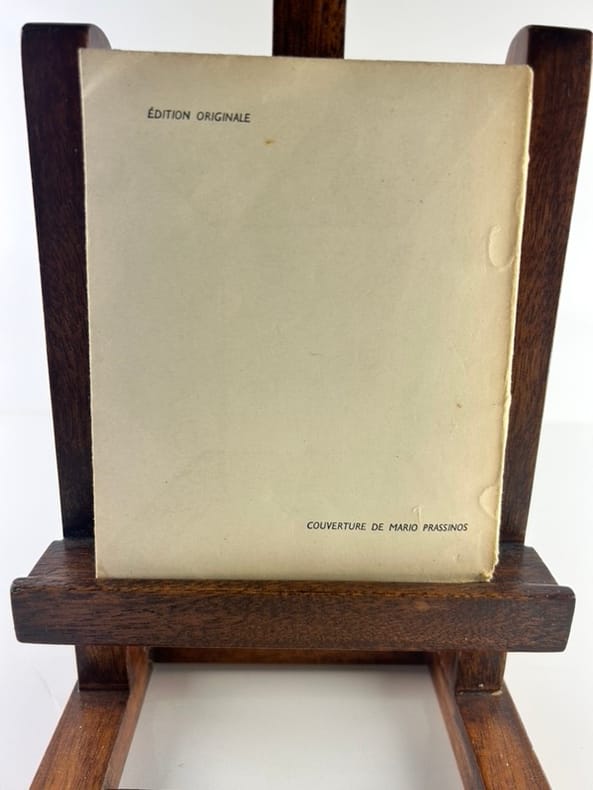 ÉDITION ORIGINALE
COUVERTURE DE MARIO PRASSINOS